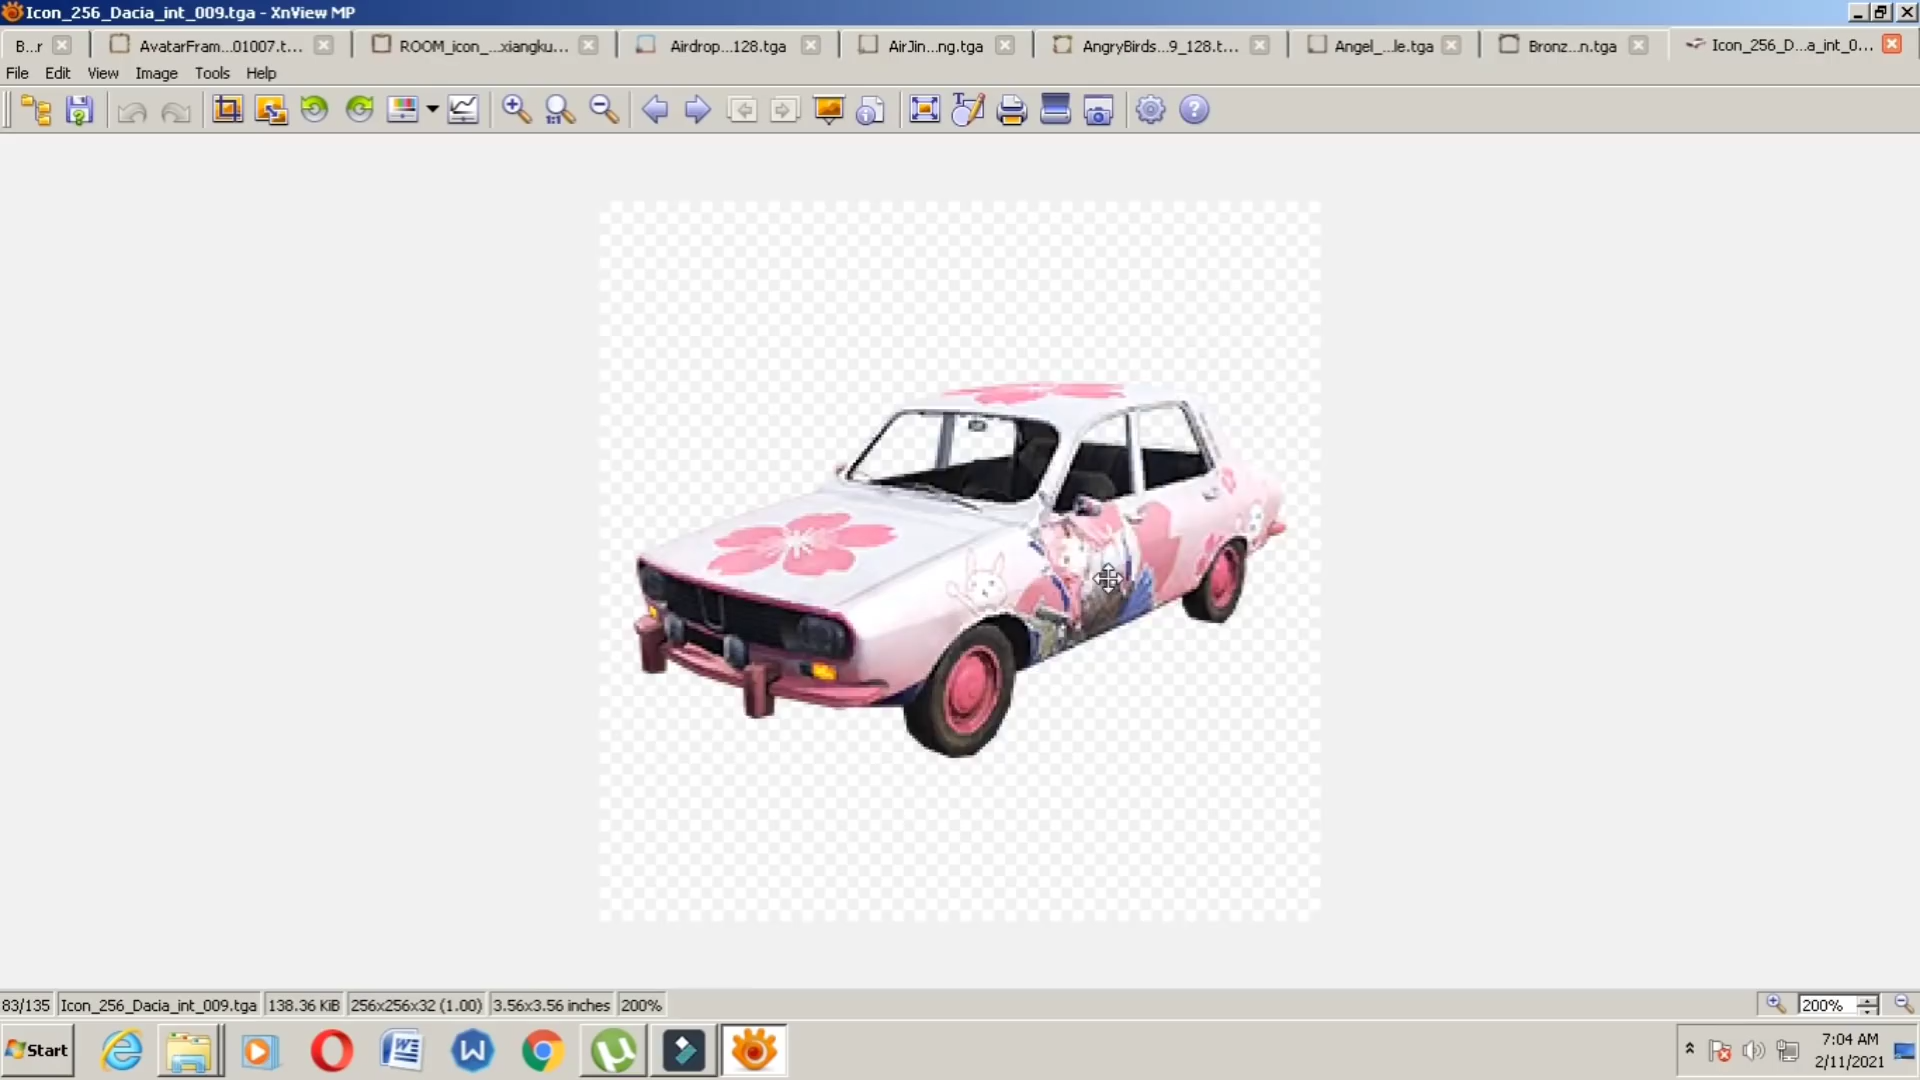 Icon_256_Dacia_int_009.tga - XnView MP
B...r AvatarFram...01007.t... ROOM_icon_...xiangku... Airdrop...128.tga AirJin...ng.tga AngryBirds...9_128.t... Angel_...le.tga Bronz...n.tga Icon_256_D...a_int_0...
File Edit View Image Tools Help
1:1
83/135 Icon_256_Dacia_int_009.tga 138.36 KiB 256x256x32 (1.00) 3.56x3.56 inches 200% 200%
Start 7:04 AM
2/11/2021